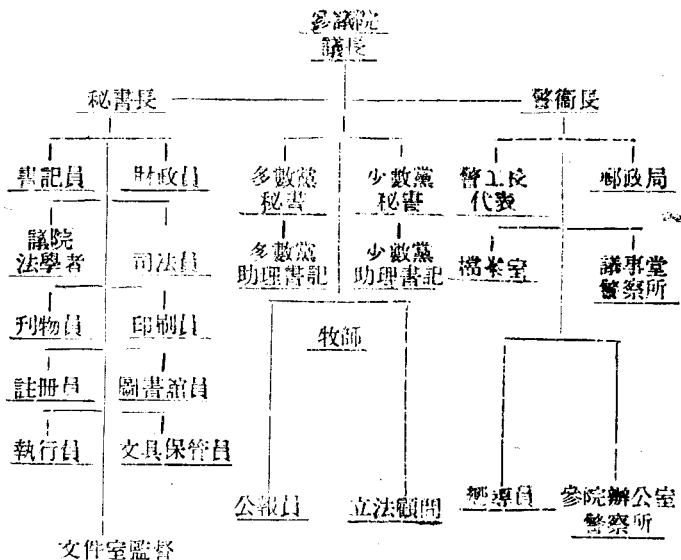 參議院
議長
秘書長
警衞長
書記員
財政員
多數黨
秘書
少數黨
秘書
警工長
代表
郵政局
議院
法學者
司法員
多數黨
助理書記
少數黨
助理書記
檔案室
議事堂
警察所
刊物員
印刷員
牧師
註册員
圖書舘員
執行員
文具保管員
公報員
立法顧問
嚮導員
參院辦公室
警察所
文件室監督